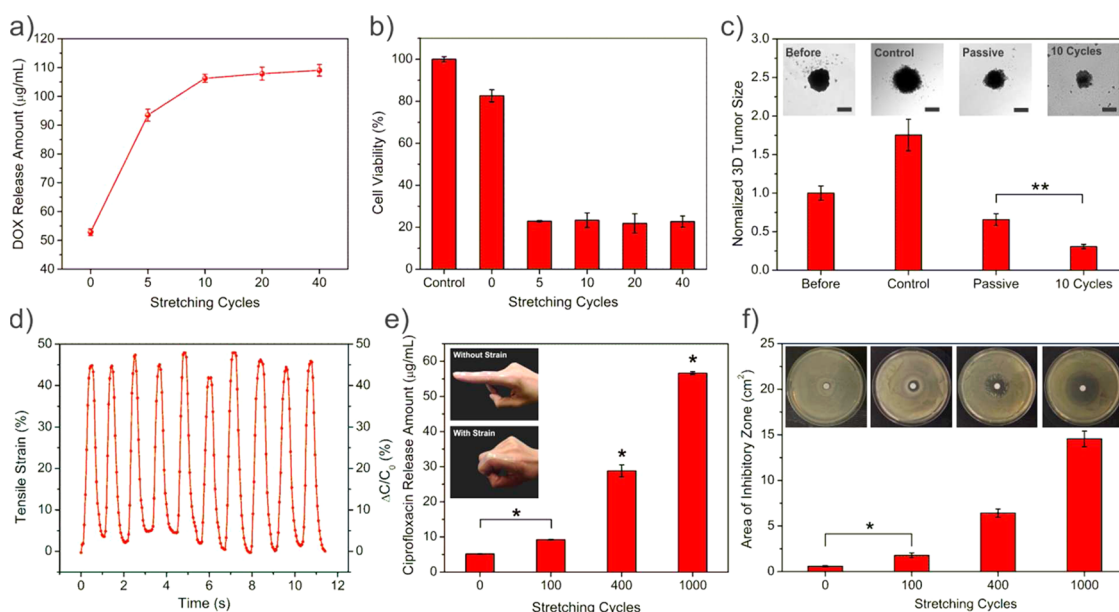 a)
DOX Release Amount (μg/mL)
120
110
100
90
80
70
60
50
40
0 5 10 20 40
Stretching Cycles
b)
Cell Viability (%)
120
100
80
60
40
20
0
Control 0 5 10 20 40
Stretching Cycles
c)
Nomalized 3D Tumor Size
3.0
2.5
2.0
1.5
1.0
0.5
0.0
Before Control Passive 10 Cycles
**
Before Control Passive 10 Cycles
d)
Tensile Strain (%)
50
40
30
20
10
0
0 2 4 6 8 10 12 14
Time (s)
50
40
30
20
10
0
ΔC/C0 (%)
e)
Ciprofloxacin Release Amount (μg/mL)
60
50
40
30
20
10
5
Without Strain
With Strain
*
*
*
0 100 400 1000
Stretching Cycles
f)
Area of Inhibitory Zone (cm2)
25
20
15
5
0
*
0 100 400 1000
Stretching Cycles